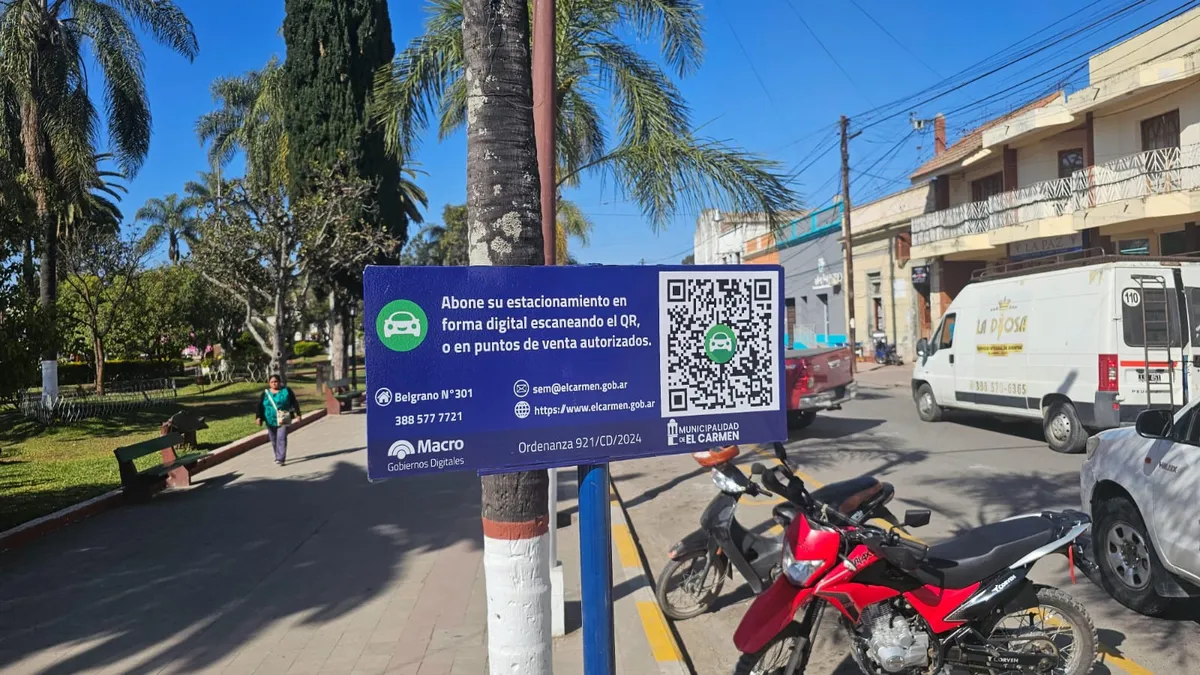 Abone su estacionamiento en
forma digital escaneando el QR,
o en puntos de venta autorizados.
Belgrano N°301
388 577 7721
sem@elcarmen.gob.ar
https://www.elcarmen.gob.ar
Macro
Gobiernos Digitales
Ordenanza 921/CD/2024
MUNICIPALIDAD
DE EL CARMEN
LA PAZ
110
CORVEN